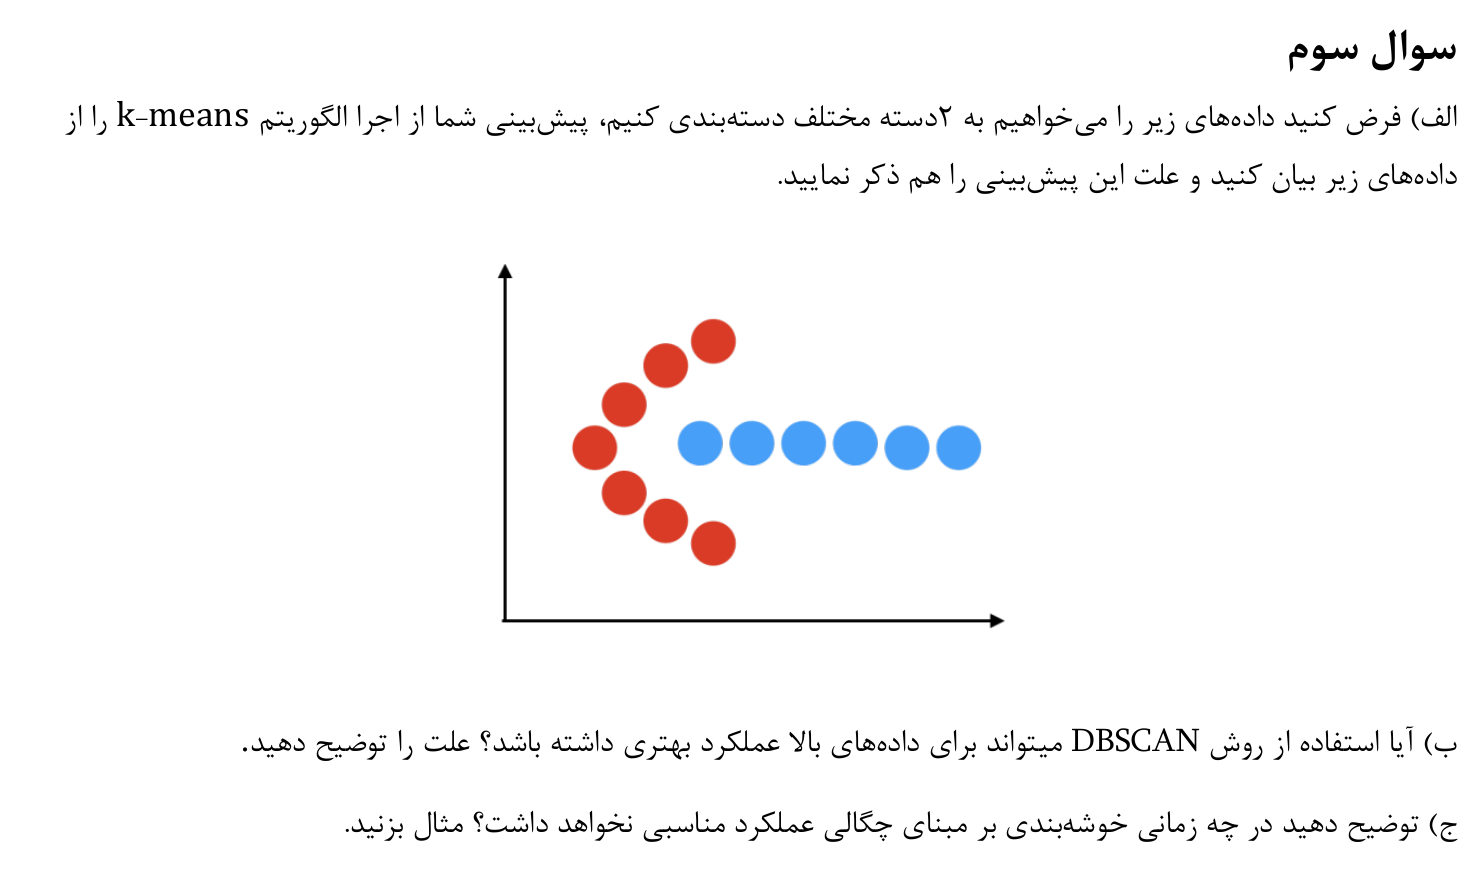 سوال سوم
الف) فرض کنید داده‌های زیر را می‌خواهیم به ۲دسته مختلف دسته‌بندی کنیم، پیش‌بینی شما از اجرا الگوریتم k-means را از
داده‌های زیر بیان کنید و علت این پیش‌بینی را هم ذکر نمایید.
ب) آیا استفاده از روش DBSCAN میتواند برای داده‌های بالا عملکرد بهتری داشته باشد؟ علت را توضیح دهید.
ج) توضیح دهید در چه زمانی خوشه‌بندی بر مبنای چگالی عملکرد مناسبی نخواهد داشت؟ مثال بزنید.